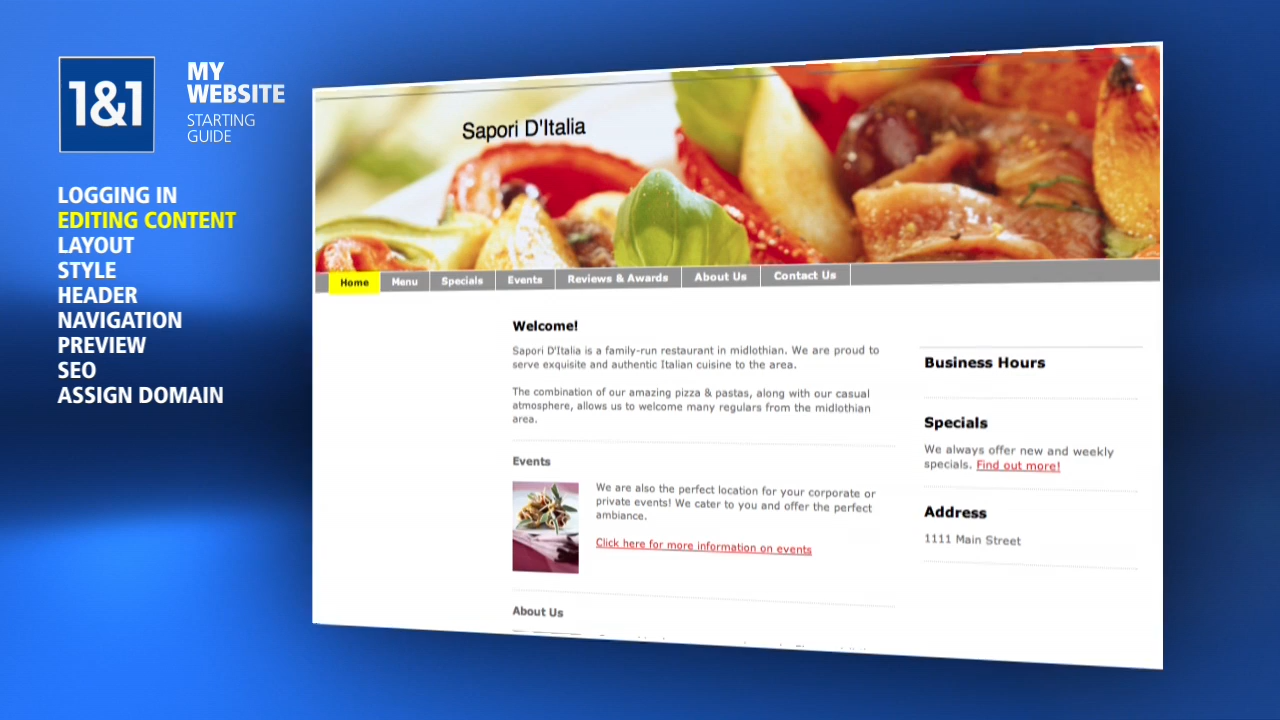 1&1
MY
WEBSITE
STARTING
GUIDE
LOGGING IN
EDITING CONTENT
LAYOUT
STYLE
HEADER
NAVIGATION
PREVIEW
SEO
ASSIGN DOMAIN
Sapori D'Italia
Home Menu Specials Events Reviews & Awards About Us Contact Us
Welcome!
Sapori D'Italia is a family-run restaurant in midlothian. We are proud to
serve exquisite and authentic Italian cuisine to the area.
The combination of our amazing pizza & pastas, along with our casual
atmosphere, allows us to welcome many regulars from the midlothian
area.
Events
We are also the perfect location for your corporate or
private events! We cater to you and offer the perfect
ambiance.
Click here for more information on events
About Us
Business Hours
Specials
We always offer new and weekly
specials. Find out more!
Address
1111 Main Street